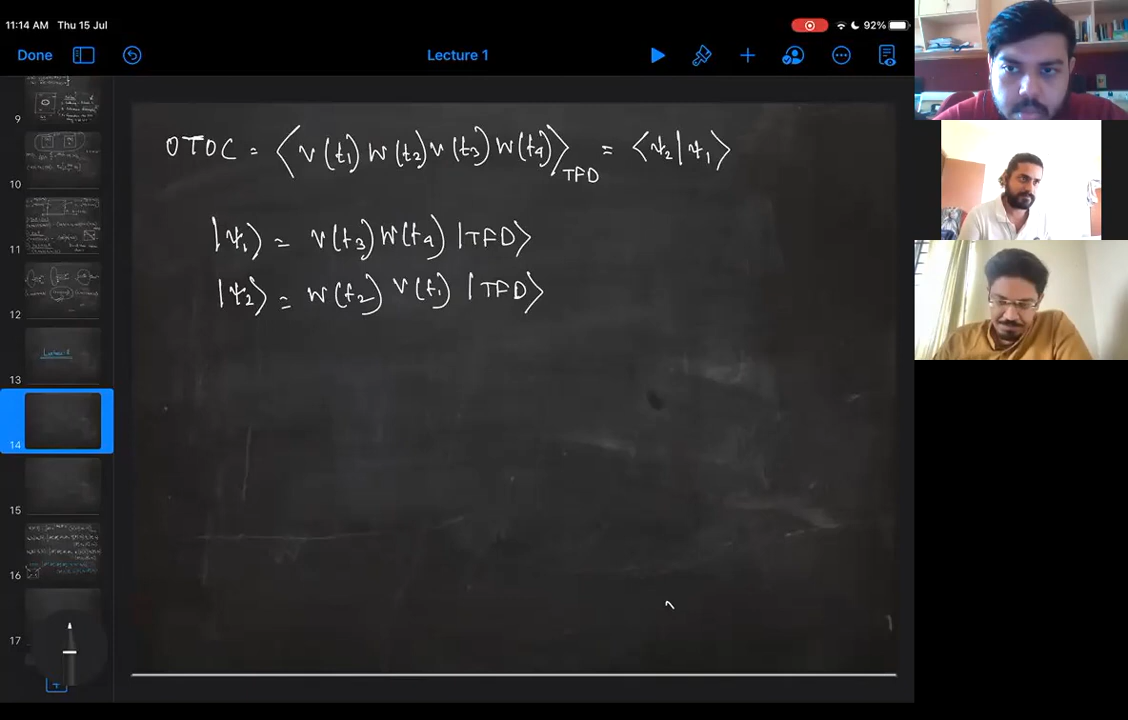 11:14 AM Thu 15 Jul
92%
Done
Lecture 1
OTOC = ⟨V(t₁) W(t₂) V(t₃) W(t₄)⟩_TFD = ⟨ψ₂|ψ₁⟩
|ψ₁⟩ = V(t₃) W(t₄) |TFD⟩
|ψ₂⟩ = W(t₂) V(t₁) |TFD⟩
9
10
11
12
13
14
15
16
17